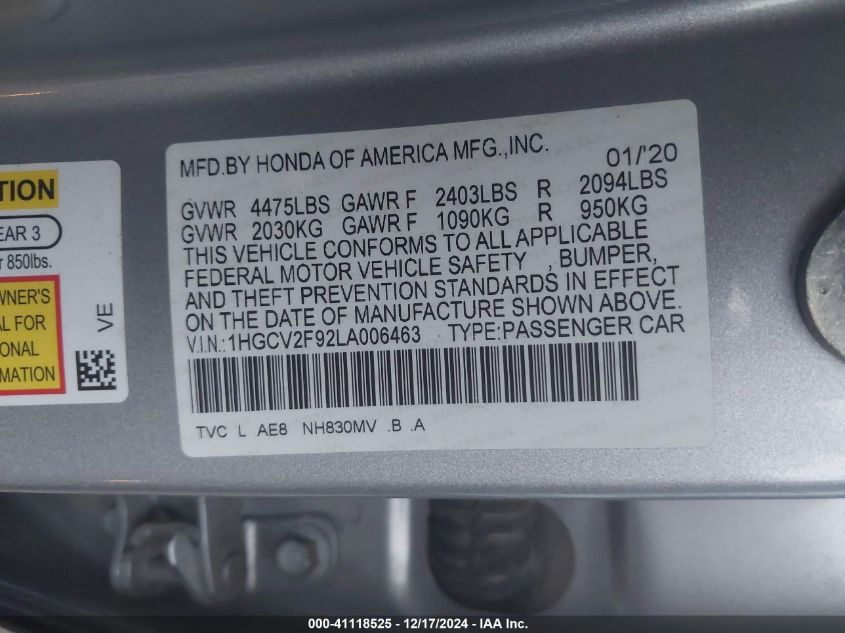 TION
EAR 3
r 850lbs.
WNER'S
AL FOR
ONAL
MATION
VE
MFD.BY HONDA OF AMERICA MFG.,INC. 01/'20
GVWR 4475LBS GAWR F 2403LBS R 2094LBS
GVWR 2030KG GAWR F 1090KG R 950KG
THIS VEHICLE CONFORMS TO ALL APPLICABLE
FEDERAL MOTOR VEHICLE SAFETY , BUMPER,
AND THEFT PREVENTION STANDARDS IN EFFECT
ON THE DATE OF MANUFACTURE SHOWN ABOVE.
V.I.N.:1HGCV2F92LA006463 TYPE:PASSENGER CAR
TVC L AE8 NH830MV .B .A
000-41118525 - 12/17/2024 - IAA Inc.